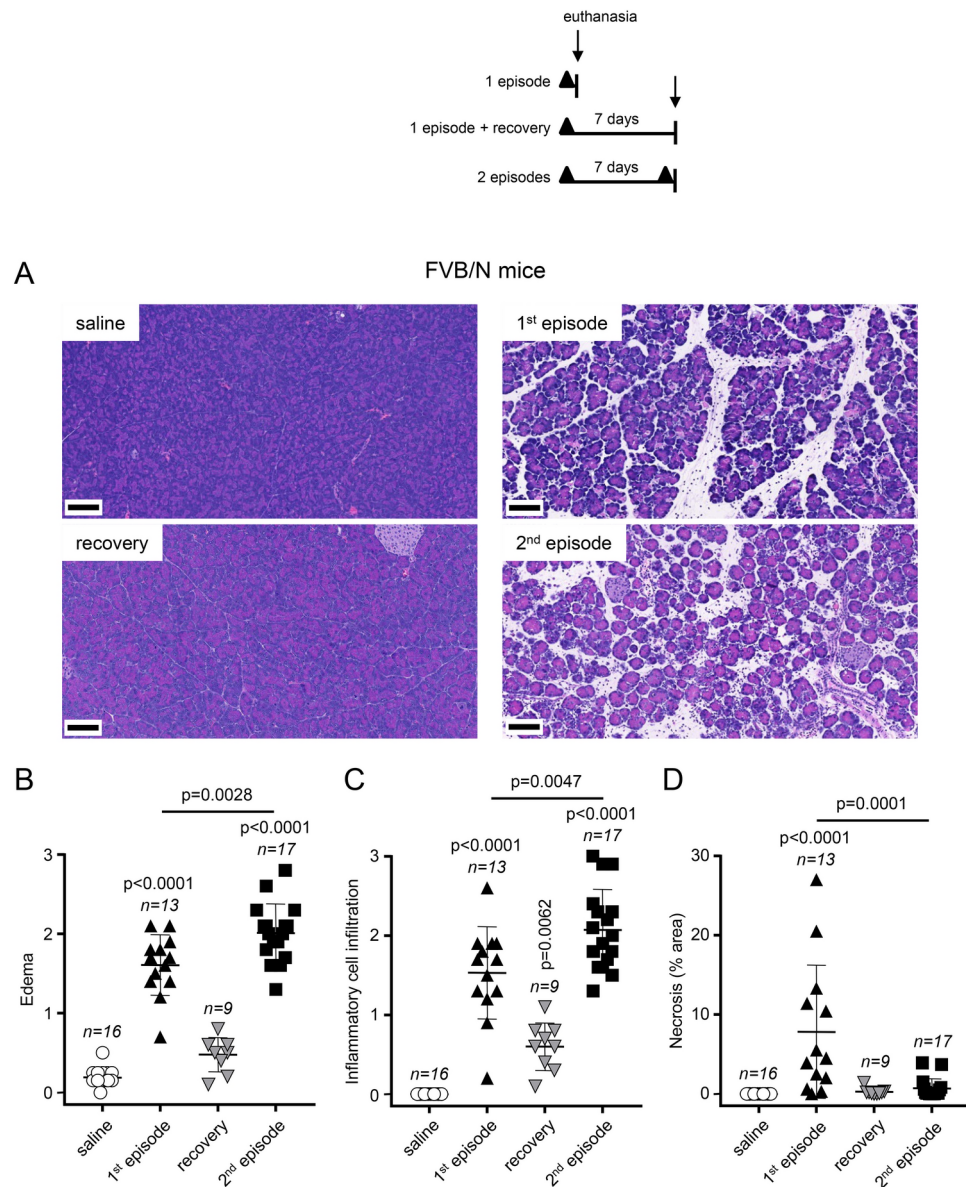 euthanasia
1 episode
1 episode + recovery
7 days
2 episodes
7 days
A
FVB/N mice
saline
1st episode
recovery
2nd episode
B
p=0.0028
p<0.0001
n=17
p<0.0001
n=13
n=9
n=16
Edema
3
2
1
0
saline
1st episode
recovery
2nd episode
C
p=0.0047
p<0.0001
n=17
p<0.0001
n=13
p=0.0062
n=9
n=16
Inflammatory cell infiltration
3
2
1
0
saline
1st episode
recovery
2nd episode
D
p=0.0001
p<0.0001
n=13
n=17
n=9
n=16
Necrosis (% area)
30
20
10
0
saline
1st episode
recovery
2nd episode